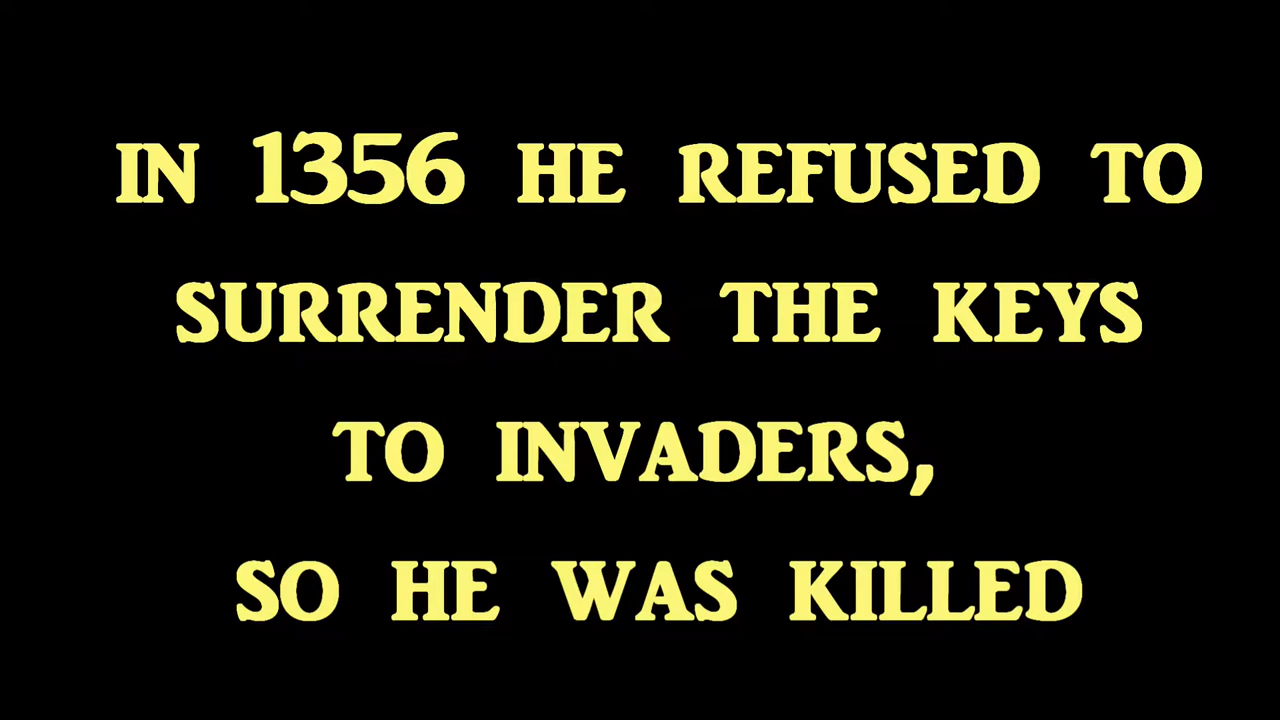 IN 1356 HE REFUSED TO
SURRENDER THE KEYS
TO INVADERS,
SO HE WAS KILLED